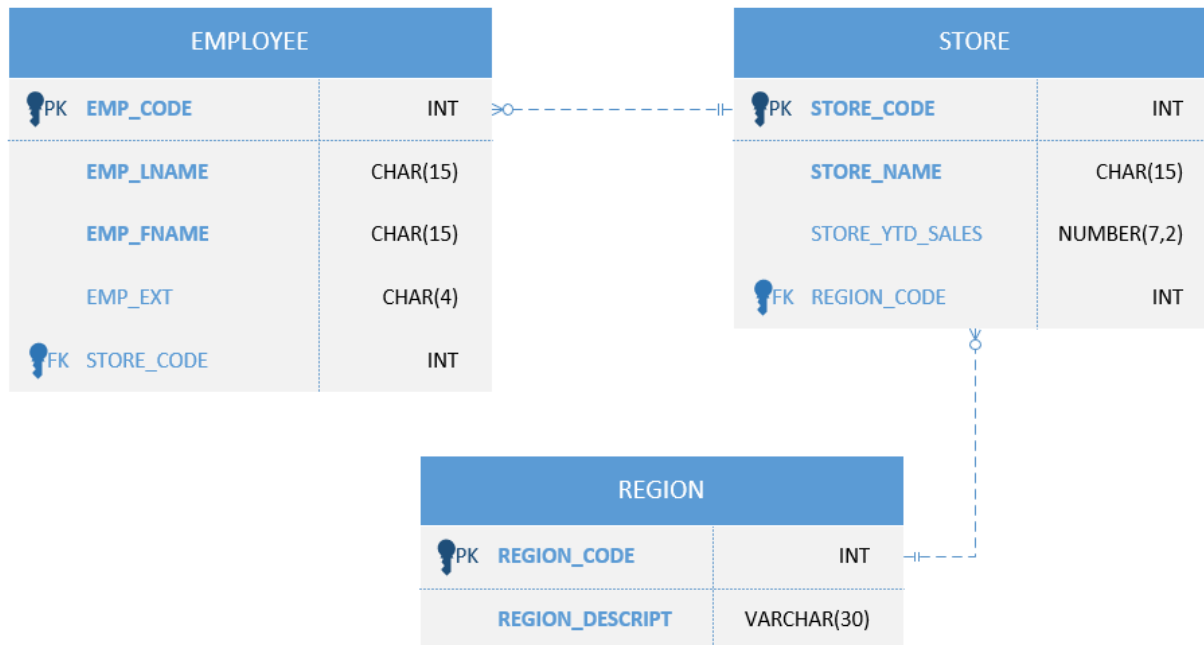 EMPLOYEE
PK EMP_CODE INT
EMP_LNAME CHAR(15)
EMP_FNAME CHAR(15)
EMP_EXT CHAR(4)
FK STORE_CODE INT
STORE
PK STORE_CODE INT
STORE_NAME CHAR(15)
STORE_YTD_SALES NUMBER(7,2)
FK REGION_CODE INT
REGION
PK REGION_CODE INT
REGION_DESCRIPT VARCHAR(30)